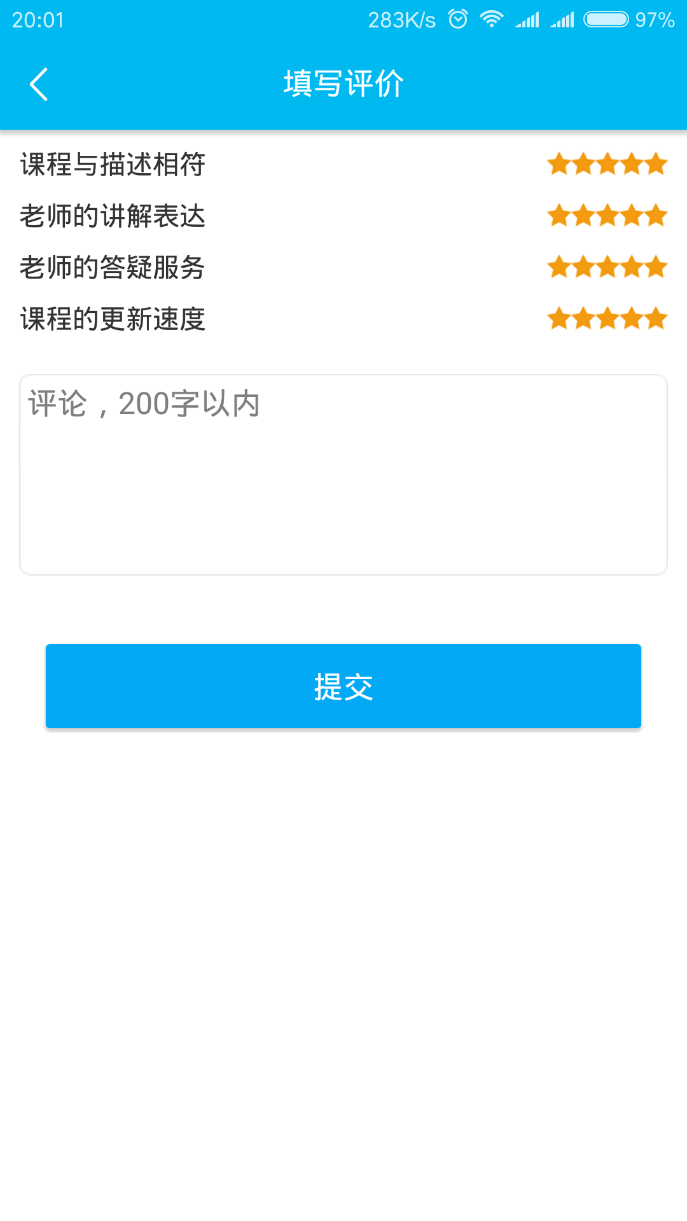 20:01 283K/s 97%
填写评价
课程与描述相符
老师的讲解表达
老师的答疑服务
课程的更新速度
评论，200字以内
提交